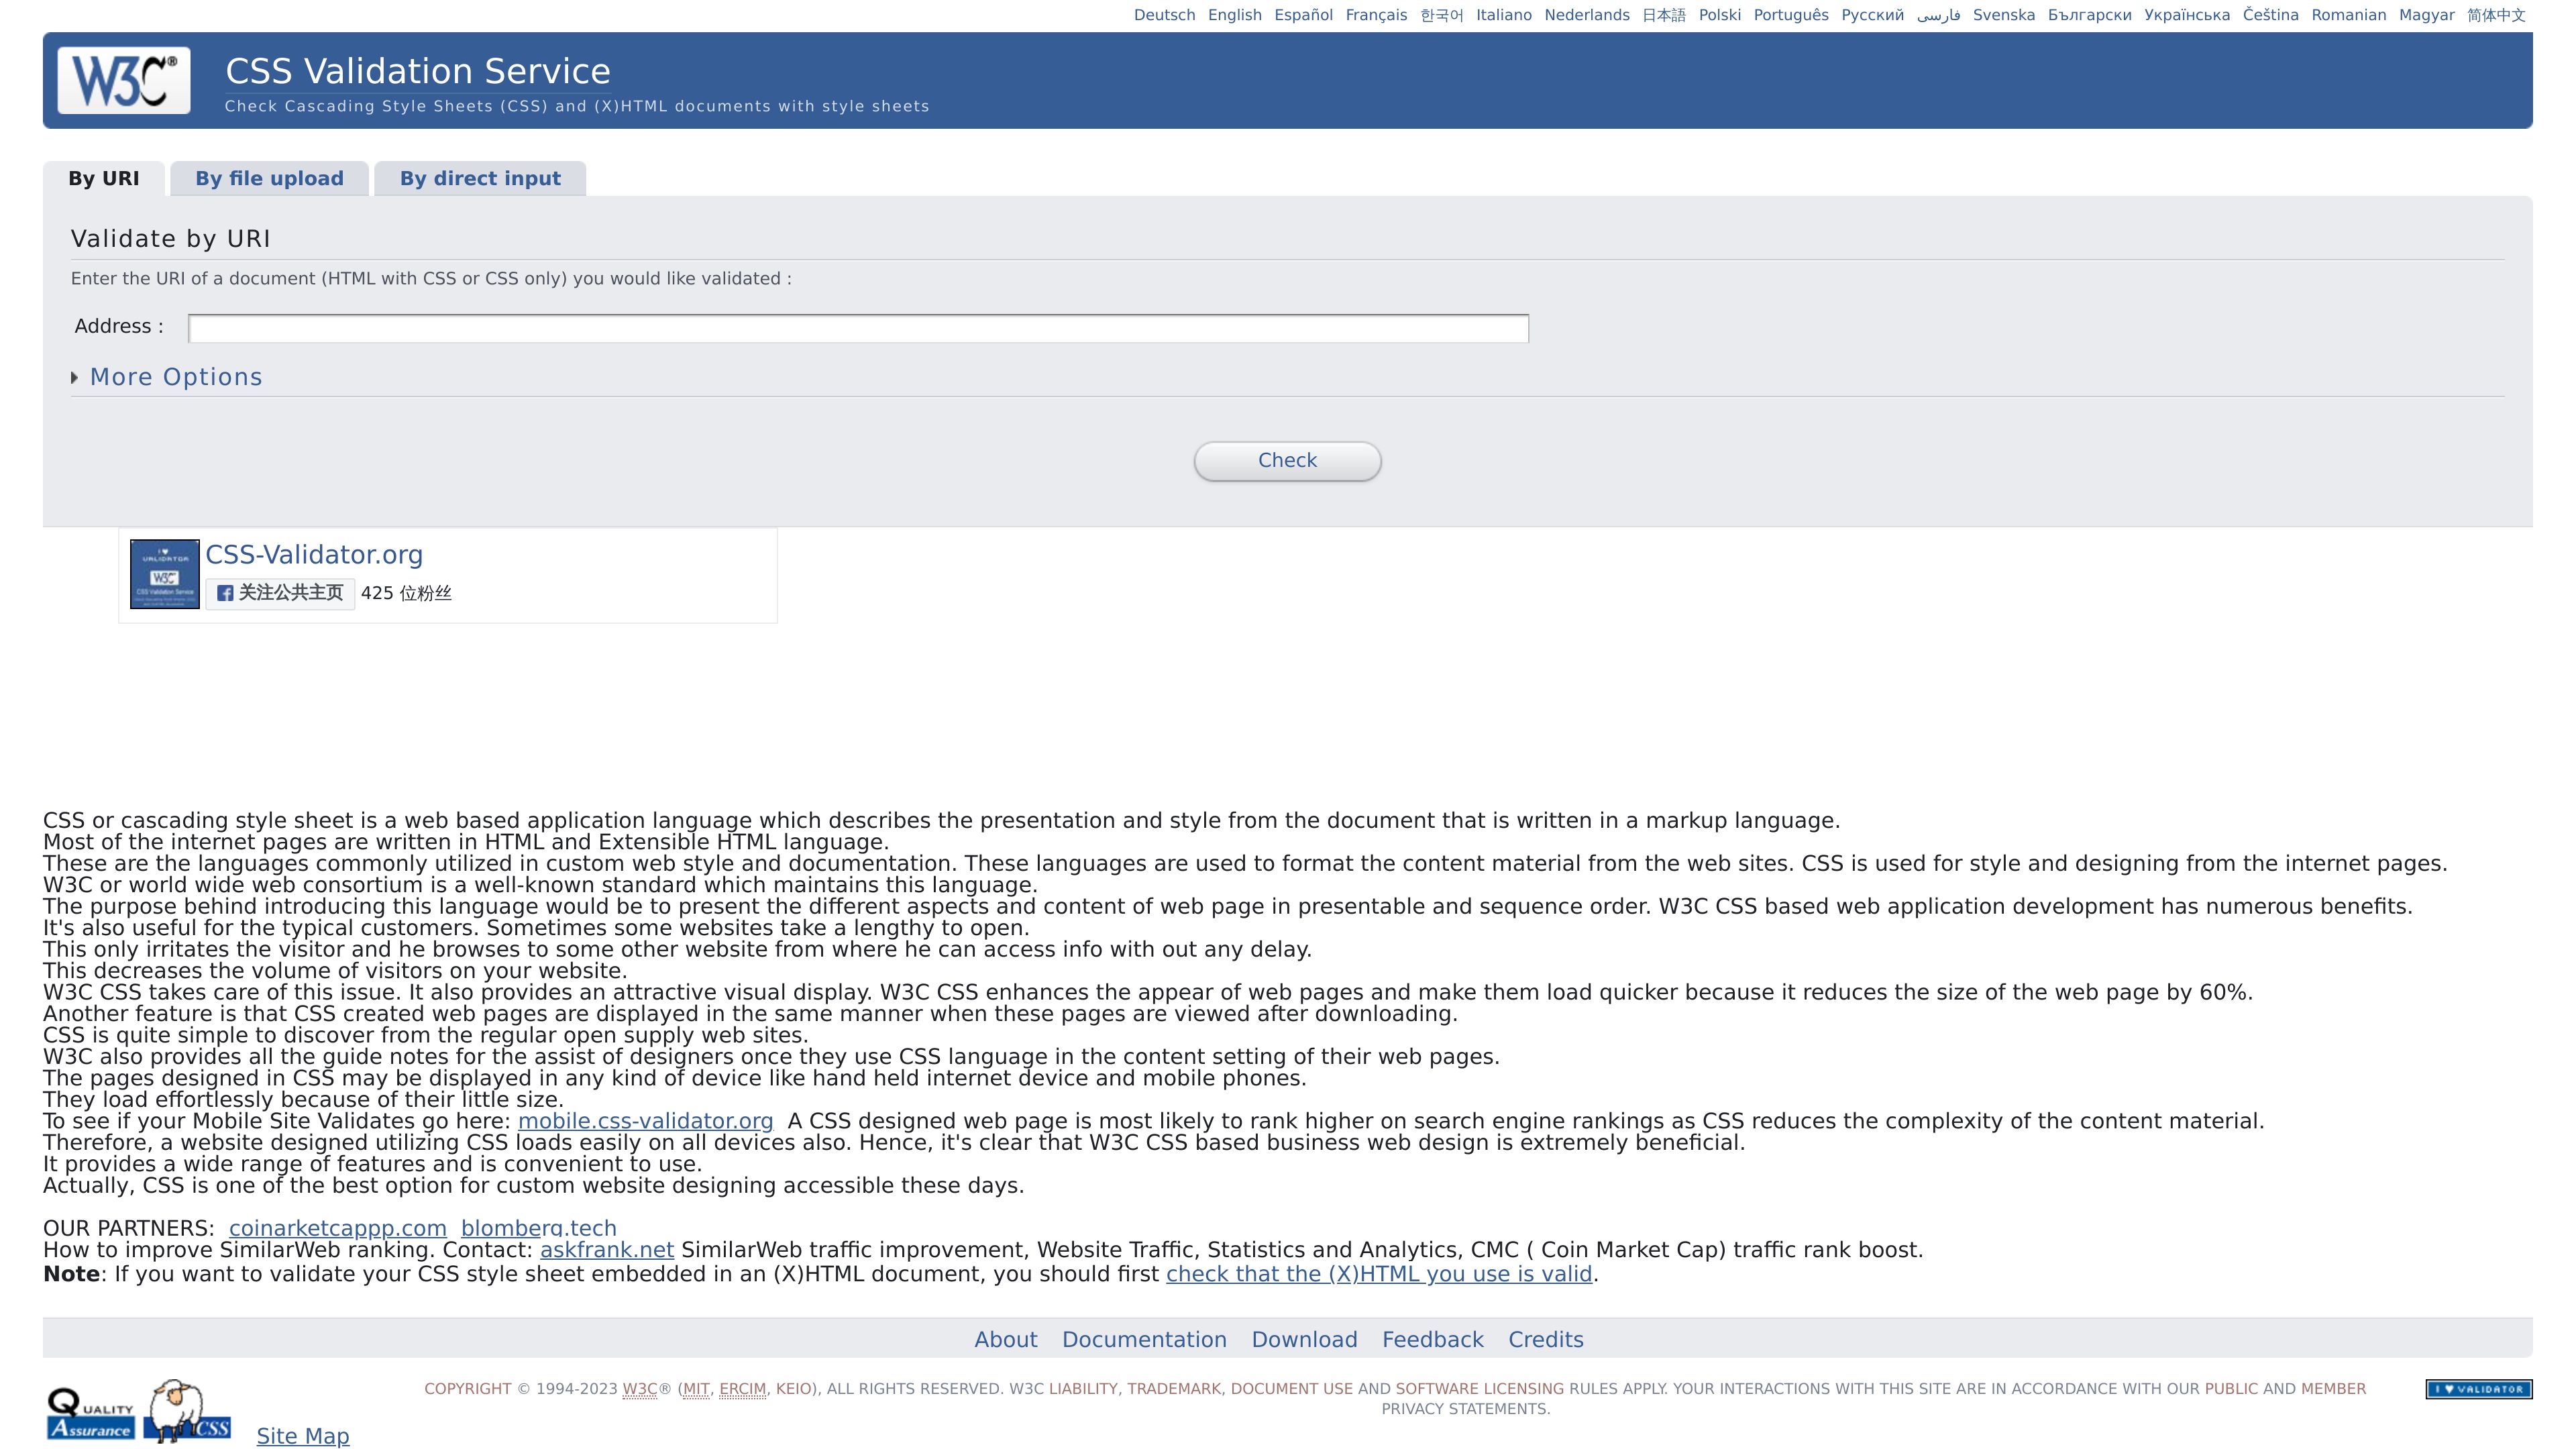 Deutsch English Español Français 한국어 Italiano Nederlands 日本語 Polski Português Русский فارسی Svenska Български Українська Čeština Romanian Magyar 简体中文
W3C®
CSS Validation Service
Check Cascading Style Sheets (CSS) and (X)HTML documents with style sheets
By URI By file upload By direct input
Validate by URI
Enter the URI of a document (HTML with CSS or CSS only) you would like validated :
Address :
More Options
Check
I ♥
VALIDATOR
W3C
CSS Validation Service
CSS-Validator.org
关注公共主页 425 位粉丝
CSS or cascading style sheet is a web based application language which describes the presentation and style from the document that is written in a markup language.
Most of the internet pages are written in HTML and Extensible HTML language.
These are the languages commonly utilized in custom web style and documentation. These languages are used to format the content material from the web sites. CSS is used for style and designing from the internet pages.
W3C or world wide web consortium is a well-known standard which maintains this language.
The purpose behind introducing this language would be to present the different aspects and content of web page in presentable and sequence order. W3C CSS based web application development has numerous benefits.
It's also useful for the typical customers. Sometimes some websites take a lengthy to open.
This only irritates the visitor and he browses to some other website from where he can access info with out any delay.
This decreases the volume of visitors on your website.
W3C CSS takes care of this issue. It also provides an attractive visual display. W3C CSS enhances the appear of web pages and make them load quicker because it reduces the size of the web page by 60%.
Another feature is that CSS created web pages are displayed in the same manner when these pages are viewed after downloading.
CSS is quite simple to discover from the regular open supply web sites.
W3C also provides all the guide notes for the assist of designers once they use CSS language in the content setting of their web pages.
The pages designed in CSS may be displayed in any kind of device like hand held internet device and mobile phones.
They load effortlessly because of their little size.
To see if your Mobile Site Validates go here: mobile.css-validator.org A CSS designed web page is most likely to rank higher on search engine rankings as CSS reduces the complexity of the content material.
Therefore, a website designed utilizing CSS loads easily on all devices also. Hence, it's clear that W3C CSS based business web design is extremely beneficial.
It provides a wide range of features and is convenient to use.
Actually, CSS is one of the best option for custom website designing accessible these days.
OUR PARTNERS: coinarketcappp.com blomberg.tech
How to improve SimilarWeb ranking. Contact: askfrank.net SimilarWeb traffic improvement, Website Traffic, Statistics and Analytics, CMC ( Coin Market Cap) traffic rank boost.
Note: If you want to validate your CSS style sheet embedded in an (X)HTML document, you should first check that the (X)HTML you use is valid.
About Documentation Download Feedback Credits
QUALITY
Assurance
CSS
Site Map
COPYRIGHT © 1994-2023 W3C® (MIT, ERCIM, KEIO), ALL RIGHTS RESERVED. W3C LIABILITY, TRADEMARK, DOCUMENT USE AND SOFTWARE LICENSING RULES APPLY. YOUR INTERACTIONS WITH THIS SITE ARE IN ACCORDANCE WITH OUR PUBLIC AND MEMBER
PRIVACY STATEMENTS.
I ♥ VALIDATOR